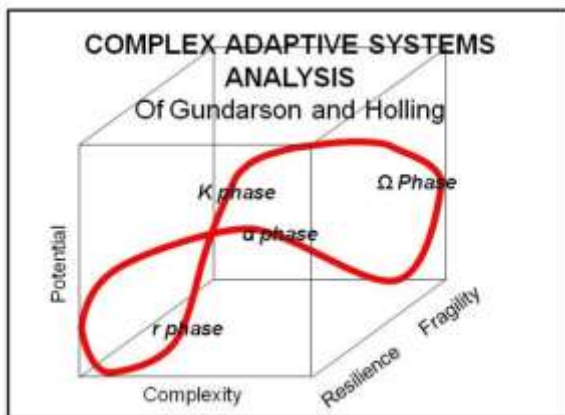 COMPLEX ADAPTIVE SYSTEMS
ANALYSIS
Of Gundarson and Holling
K phase
Ω Phase
α phase
Potential
r phase
Fragility
Resilience
Complexity